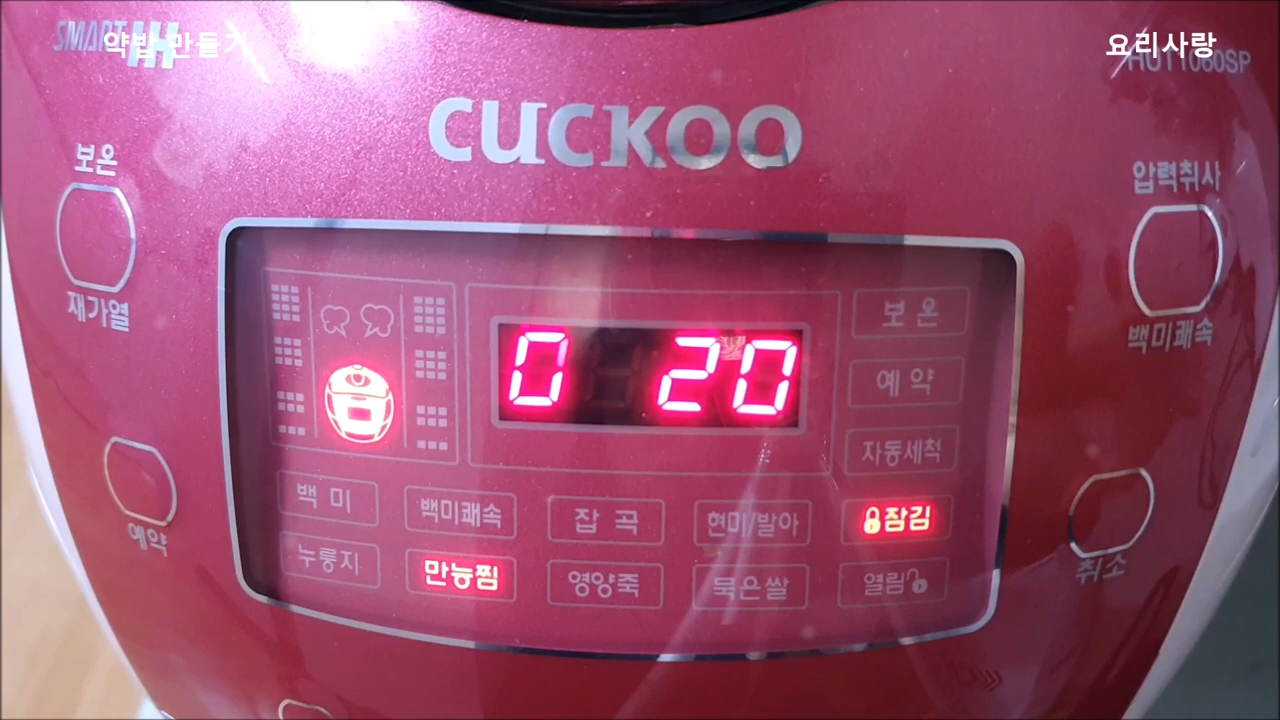 약밥 만들기
요리사랑
SMART IH
CUCKOO
보온
재가열
예약
압력취사
백미쾌속
취소
0 20
보 온
예 약
자동세척
백 미
백미쾌속
잡 곡
현미/발아
잠김
누룽지
만능찜
영양죽
묵은쌀
열림